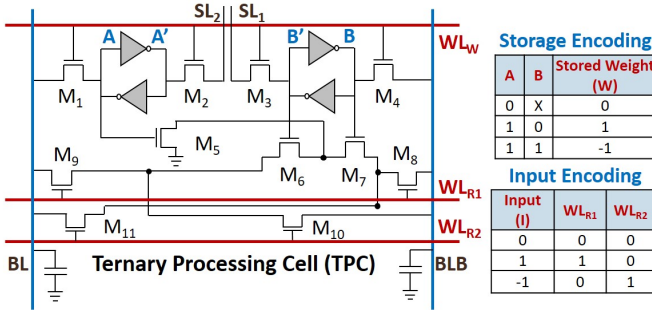 SL2 SL1
A A' B' B
WLW
M1 M2 M3 M4
M5
M9 M6 M7 M8
WLR1
M11 M10
WLR2
BL Ternary Processing Cell (TPC) BLB
Storage Encoding
A B Stored Weight (W)
0 X 0
1 0 1
1 1 -1
Input Encoding
Input (I) WLR1 WLR2
0 0 0
1 1 0
-1 0 1